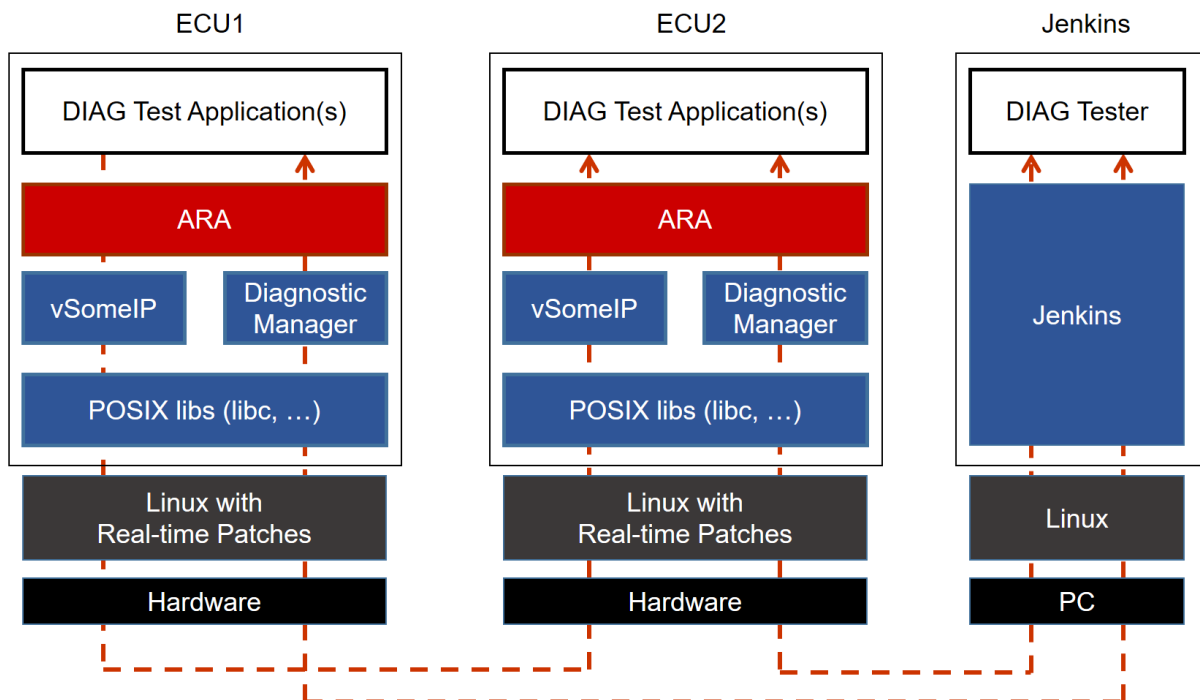 ECU1
ECU2
Jenkins
DIAG Test Application(s)
DIAG Test Application(s)
DIAG Tester
ARA
ARA
vSomeIP
Diagnostic
Manager
vSomeIP
Diagnostic
Manager
Jenkins
POSIX libs (libc, …)
POSIX libs (libc, …)
Linux with
Real-time Patches
Linux with
Real-time Patches
Linux
Hardware
Hardware
PC